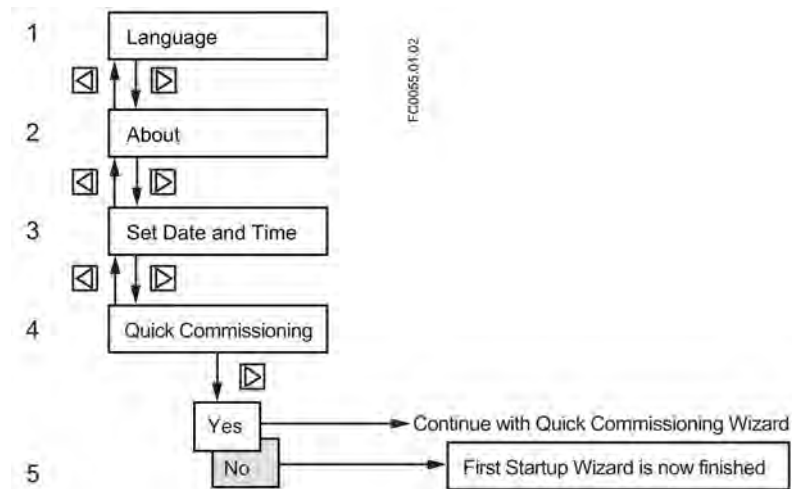 1
Language
FC0055.01.02
2
About
3
Set Date and Time
4
Quick Commissioning
Yes
Continue with Quick Commissioning Wizard
5
No
First Startup Wizard is now finished